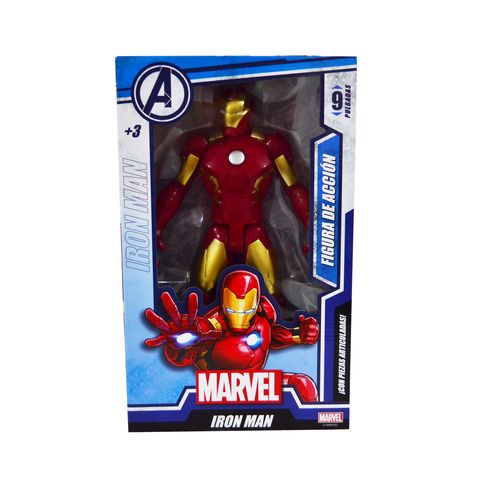 A
+3
9
PULGADAS
IRON MAN
FIGURA DE ACCIÓN
¡CON PIEZAS ARTICULADAS!
MARVEL
IRON MAN
MARVEL